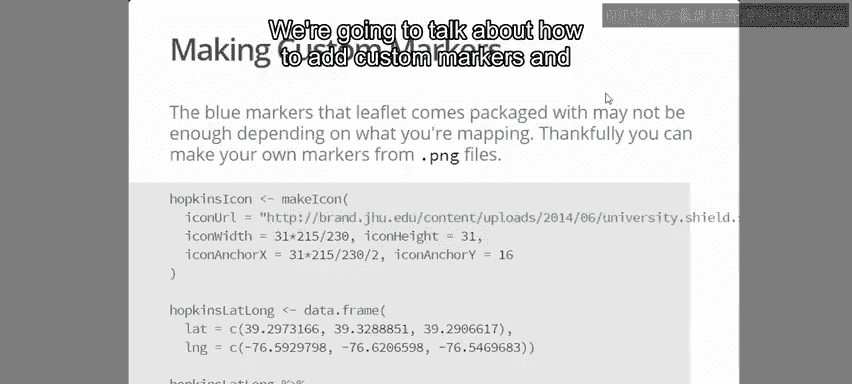 We're going to talk about how
to add custom markers and
Making Custom Markers
The blue markers that leaflet comes packaged with may not be
enough depending on what you're mapping. Thankfully you can
make your own markers from .png files.
hopkinsIcon <- makeIcon(
iconUrl = "http://brand.jhu.edu/content/uploads/2014/06/university.shield.
iconWidth = 31*215/230, iconHeight = 31,
iconAnchorX = 31*215/230/2, iconAnchorY = 16
)
hopkinsLatLong <- data.frame(
lat = c(39.2973166, 39.3288851, 39.2906617),
lng = c(-76.5929798, -76.6206598, -76.5469683))
hopkinsLatLong %>%